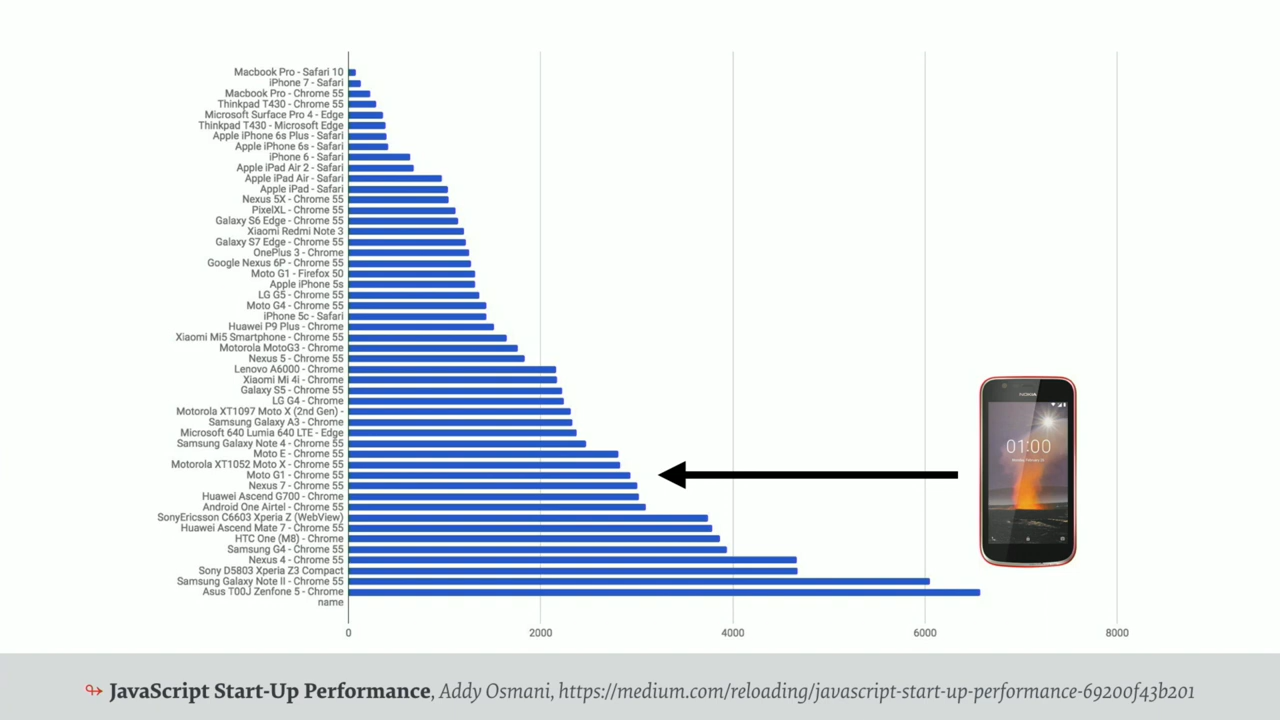 Macbook Pro - Safari 10
iPhone 7 - Safari
Macbook Pro - Chrome 55
Thinkpad T430 - Chrome 55
Microsoft Surface Pro 4 - Edge
Thinkpad T430 - Microsoft Edge
Apple iPhone 6s Plus - Safari
Apple iPhone 6s - Safari
iPhone 6 - Safari
Apple iPad Air 2 - Safari
Apple iPad Air - Safari
Apple iPad - Safari
Nexus 5X - Chrome 55
PixelXL - Chrome 55
Galaxy S6 Edge - Chrome 55
Xiaomi Redmi Note 3
Galaxy S7 Edge - Chrome 55
OnePlus 3 - Chrome
Google Nexus 6P - Chrome 55
Moto G1 - Firefox 50
Apple iPhone 5s
LG G5 - Chrome 55
Moto G4 - Chrome 55
iPhone 5c - Safari
Huawei P9 Plus - Chrome
Xiaomi Mi5 Smartphone - Chrome 55
Motorola MotoG3 - Chrome
Nexus 5 - Chrome 55
Lenovo A6000 - Chrome
Xiaomi Mi 4i - Chrome
Galaxy S5 - Chrome 55
LG G4 - Chrome
Motorola XT1097 Moto X (2nd Gen) -
Samsung Galaxy A3 - Chrome
Microsoft 640 Lumia 640 LTE - Edge
Samsung Galaxy Note 4 - Chrome 55
Moto E - Chrome 55
Motorola XT1052 Moto X - Chrome 55
Moto G1 - Chrome 55
Nexus 7 - Chrome 55
Huawei Ascend G700 - Chrome
Android One Airtel - Chrome 55
SonyEricsson C6603 Xperia Z (WebView)
Huawei Ascend Mate 7 - Chrome 55
HTC One (M8) - Chrome
Samsung G4 - Chrome 55
Nexus 4 - Chrome 55
Sony D5803 Xperia Z3 Compact
Samsung Galaxy Note II - Chrome 55
Asus T00J Zenfone 5 - Chrome
name
0 2000 4000 6000 8000
NOKIA
01:00
↬ JavaScript Start-Up Performance, Addy Osmani, https://medium.com/reloading/javascript-start-up-performance-69200f43b201